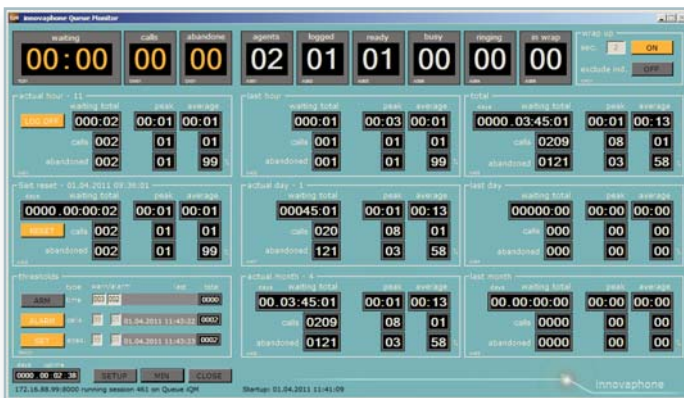 innovaphone Queue Monitor
waiting calls abandone agents logged ready busy ringing in wrap wrap up
00:00 00 00 02 01 01 00 00 00 sec. 2 ON
exclude ind. OFF
actual hour - 11 last hour total
waiting total peak average waiting total peak average days waiting total peak average
LOG OFF 000:02 00:01 00:01 000:01 00:03 00:01 0000.03:45:01 00:01 00:13
calls 002 01 01 calls 001 01 01 calls 0209 08 01
abandoned 002 01 99 % abandoned 001 01 99 % abandoned 0121 03 58 %
last reset - 01.04.2011 09:36:01 actual day - 1 last day
days waiting total peak average waiting total peak average waiting total peak average
0000.00:00:02 00:01 00:01 00045:01 00:01 00:13 00000:00 00:00 00:00
RESET calls 002 01 01 calls 020 08 01 calls 000 00 00
abandoned 002 01 99 % abandoned 121 03 58 % abandoned 000 00 00
thresholds actual month - 4 last month
type warn/alarm last total days waiting total peak average days waiting total peak average
ARM time 003 002 0000 00.03:45:01 00:01 00:13 00.00:00:00 00:00 00:00
ALARM 01.04.2011 11:43:22 0002 calls 0209 08 01 calls 0000 00 00
SET 01.04.2011 11:43:23 0002 abandoned 0121 03 58 % abandoned 0000 00 00
0000.00:02:38 SETUP MIN CLOSE innovaphone
172.16.88.99:8000 running session 461 on Queue iQM Startup: 01.04.2011 11:41:09